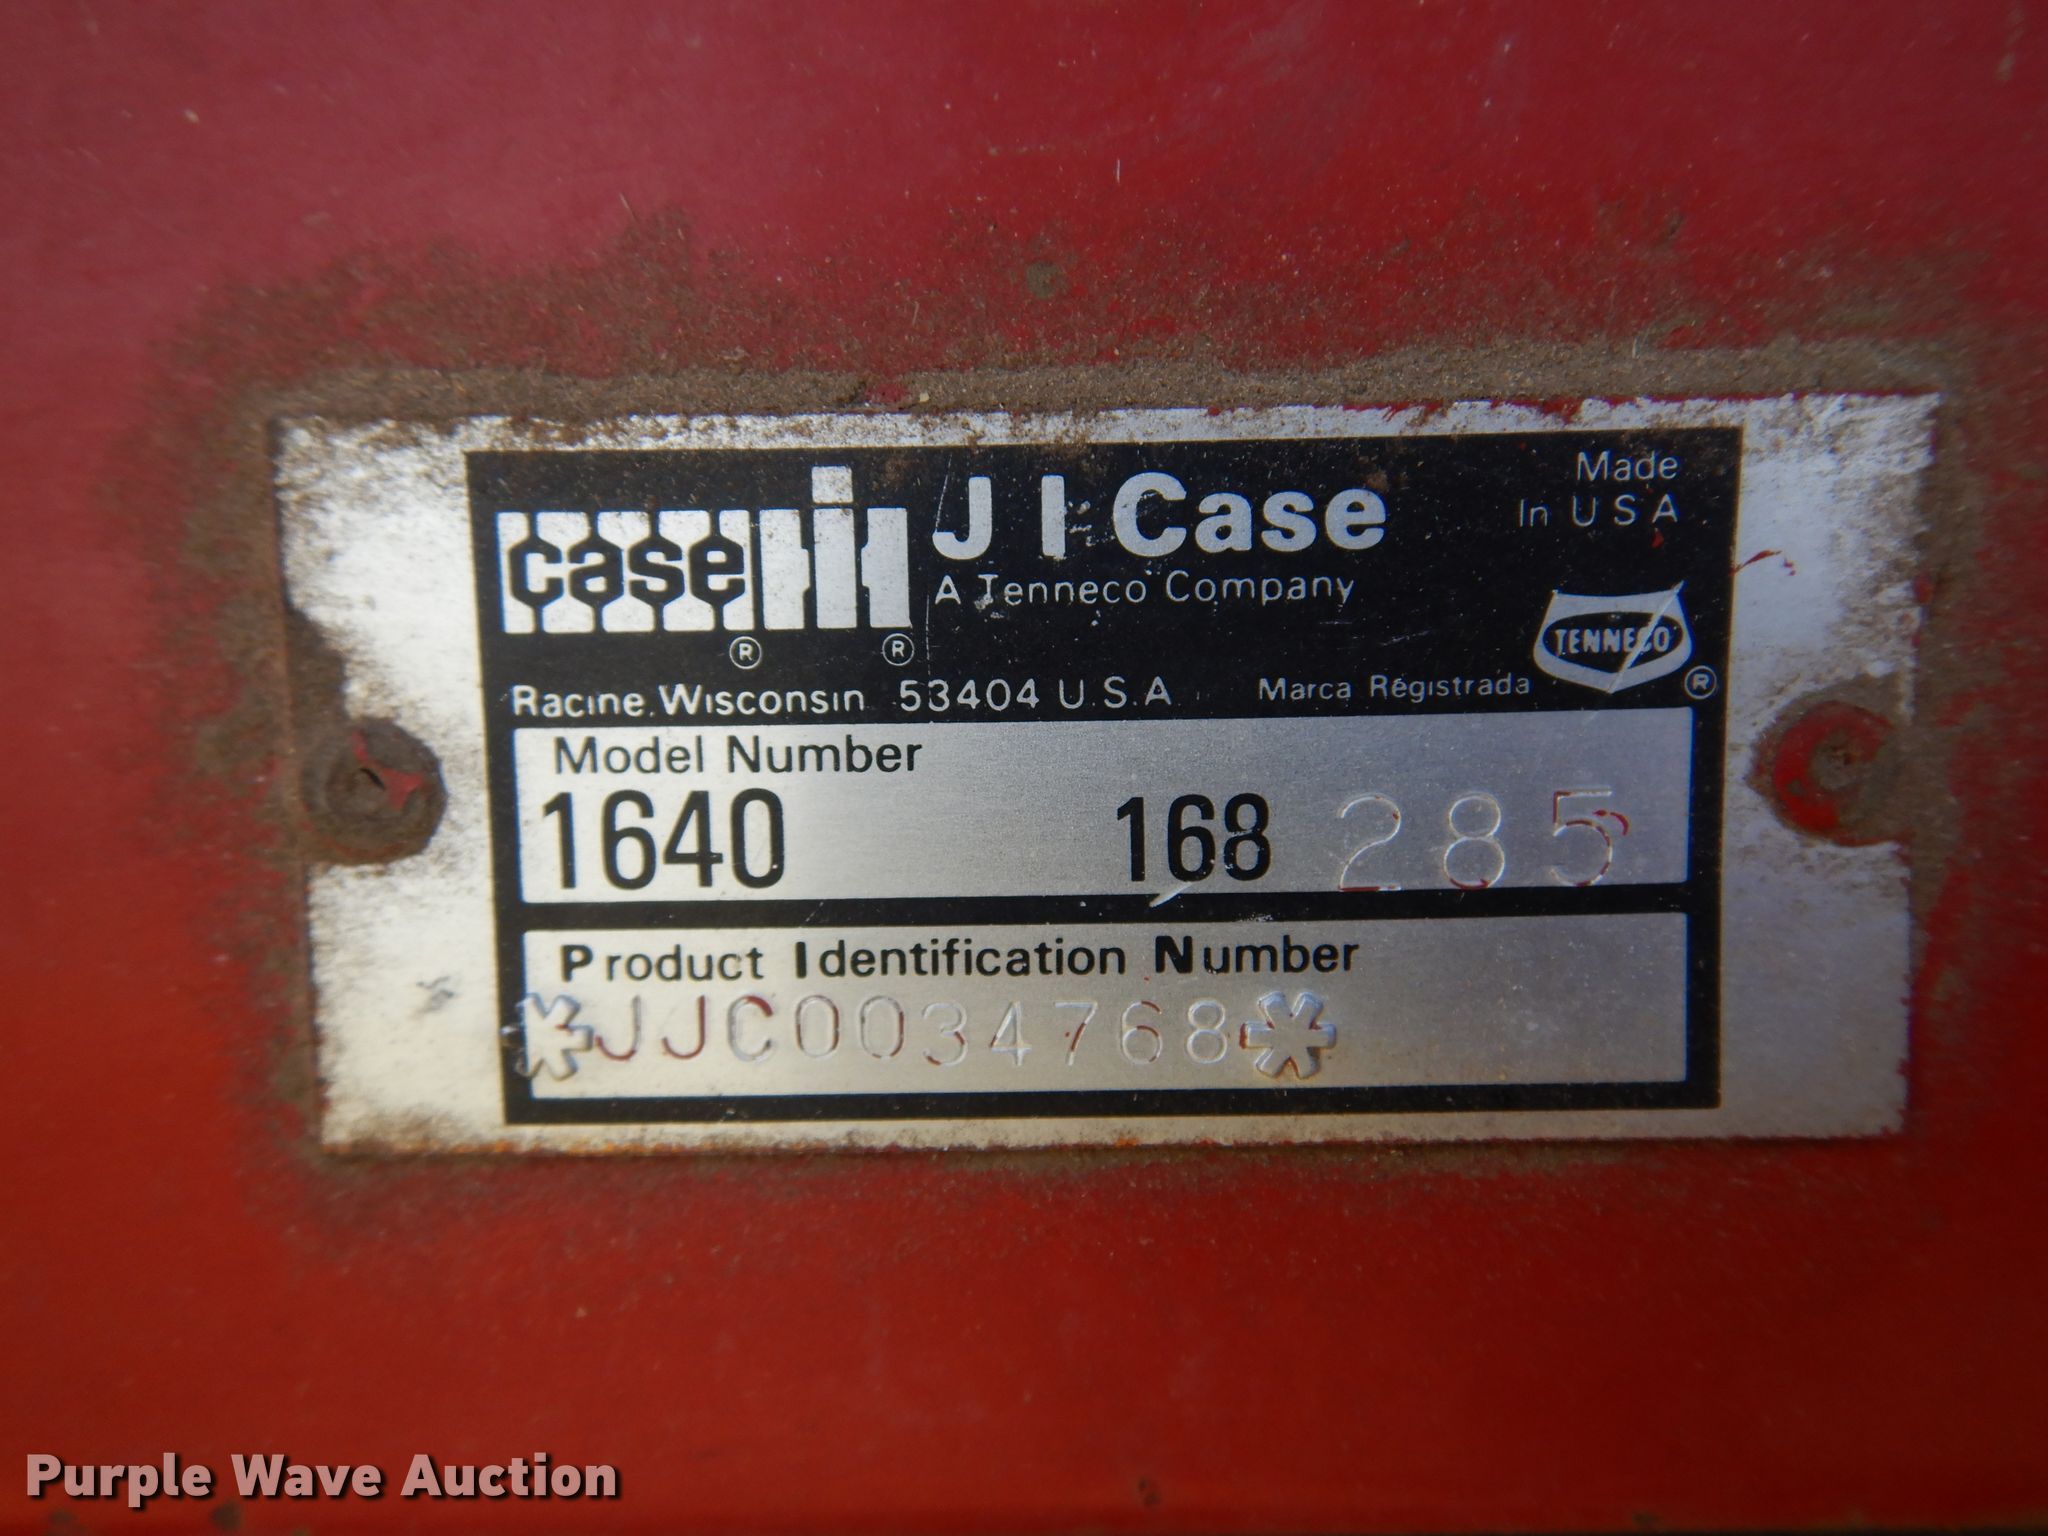 case IH J I Case
® ®
A Tenneco Company
Made
In U S A
TENNECO
®
Racine, Wisconsin 53404 U.S.A. Marca Registrada
Model Number
1640 168 285
Product Identification Number
*JJC0034768*
Purple Wave Auction